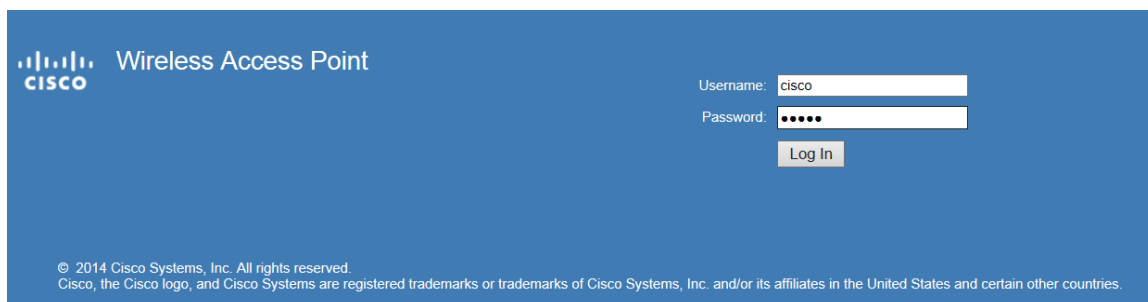 CISCO
Wireless Access Point
Username: cisco
Password: •••••
Log In
© 2014 Cisco Systems, Inc. All rights reserved.
Cisco, the Cisco logo, and Cisco Systems are registered trademarks or trademarks of Cisco Systems, Inc. and/or its affiliates in the United States and certain other countries.